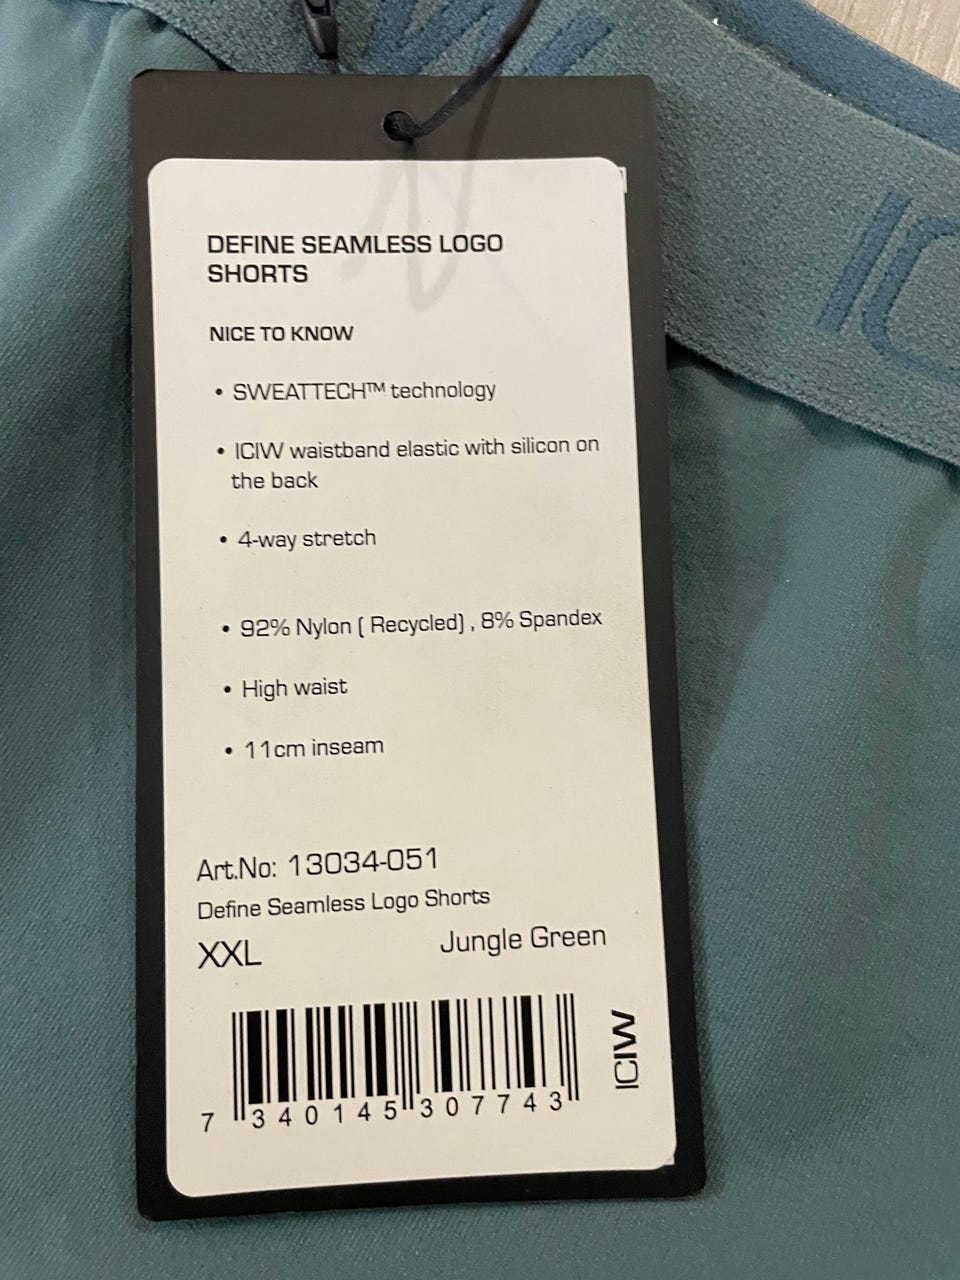 DEFINE SEAMLESS LOGO
SHORTS
NICE TO KNOW
• SWEATTECH™ technology
• ICIW waistband elastic with silicon on
the back
• 4-way stretch
• 92% Nylon ( Recycled) , 8% Spandex
• High waist
• 11cm inseam
Art.No: 13034-051
Define Seamless Logo Shorts
XXL Jungle Green
ICIW
7 340145 307743